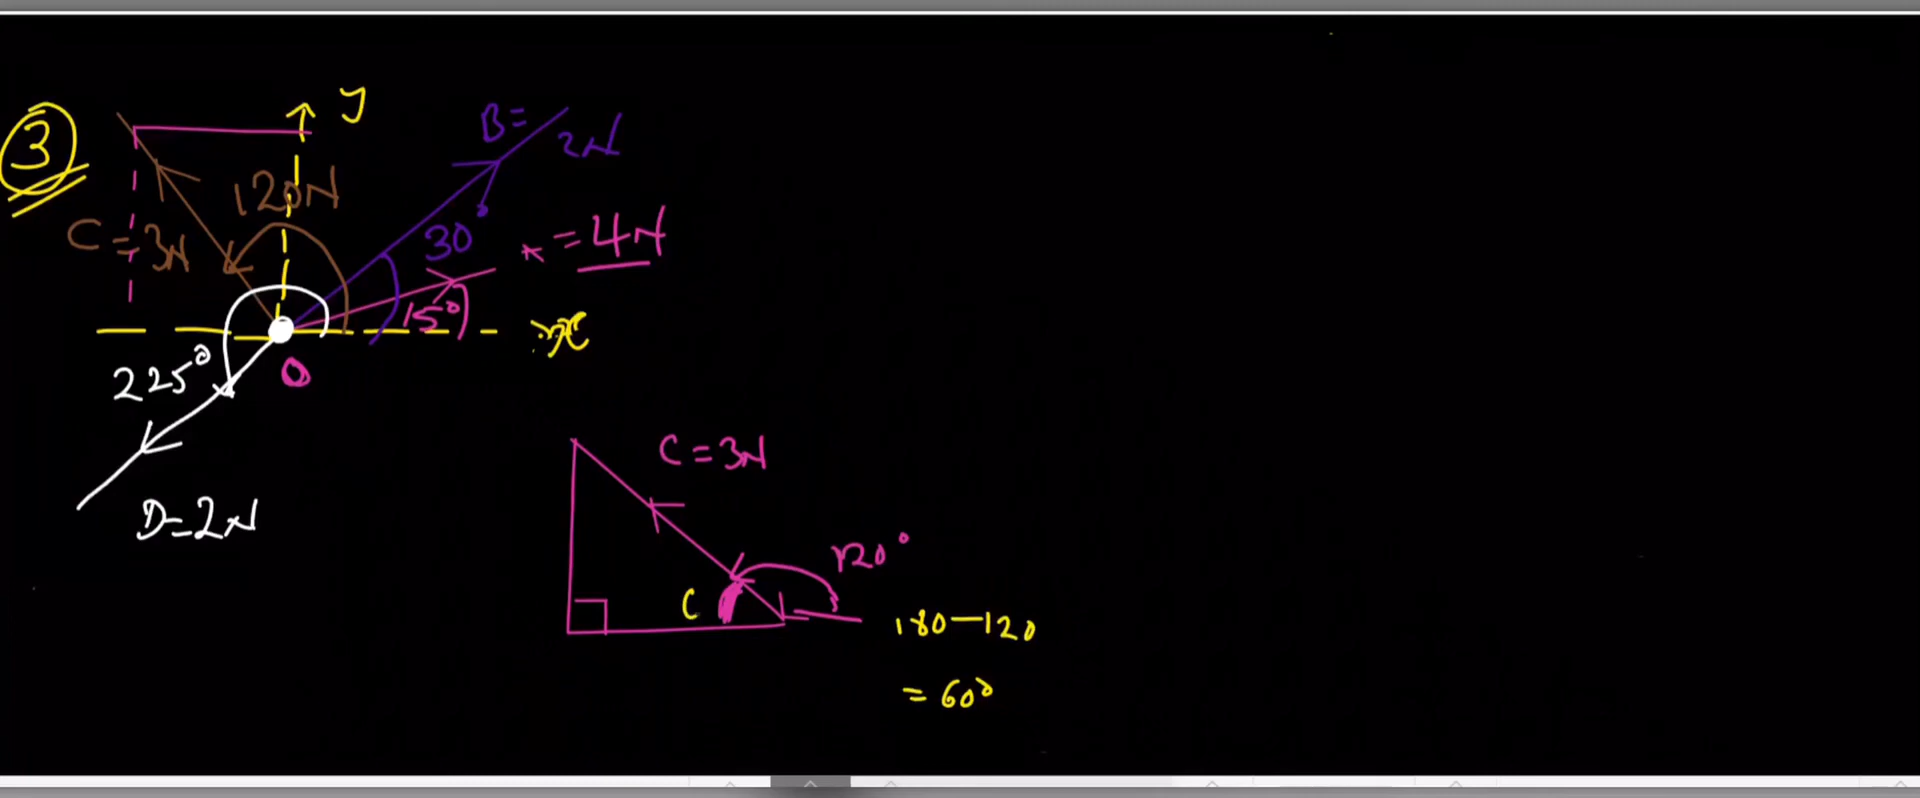 3
y
B=
2N
120N
30°
= 4N
C = 3N
15°
x
225°
O
D=2N
C = 3N
120°
C
180-120
= 60°